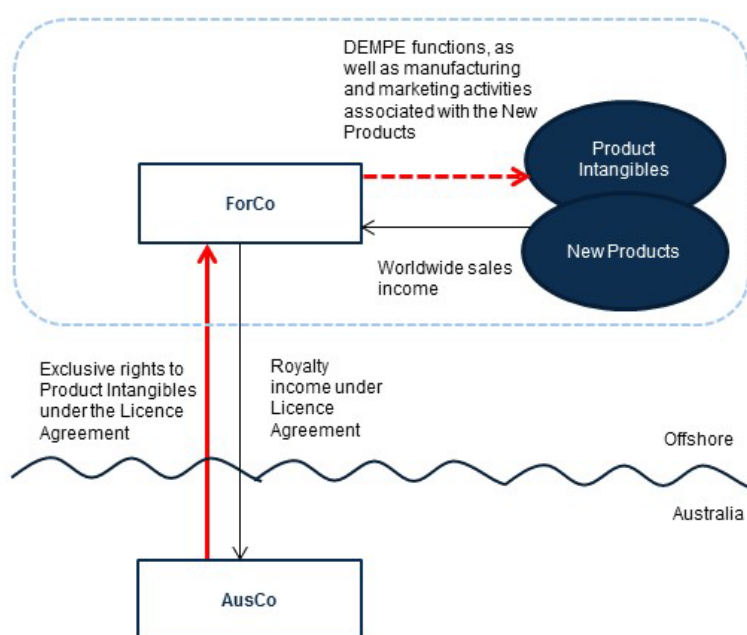 DEMPE functions, as
well as manufacturing
and marketing activities
associated with the New
Products
Product
Intangibles
ForCo
New Products
Worldwide sales
income
Exclusive rights to
Product Intangibles
under the Licence
Agreement
Royalty
income under
Licence
Agreement
Offshore
Australia
AusCo